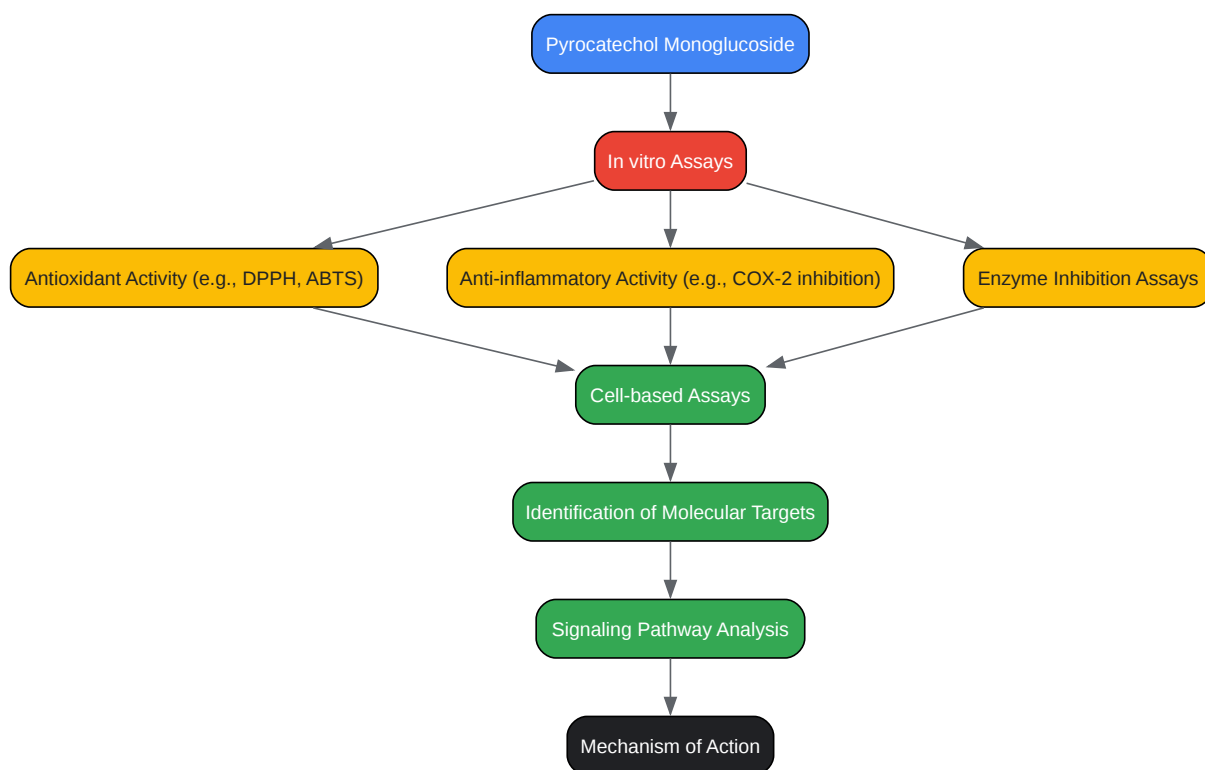 Pyrocatechol Monoglucoside
In vitro Assays
Antioxidant Activity (e.g., DPPH, ABTS)
Anti-inflammatory Activity (e.g., COX-2 inhibition)
Enzyme Inhibition Assays
Cell-based Assays
Identification of Molecular Targets
Signaling Pathway Analysis
Mechanism of Action